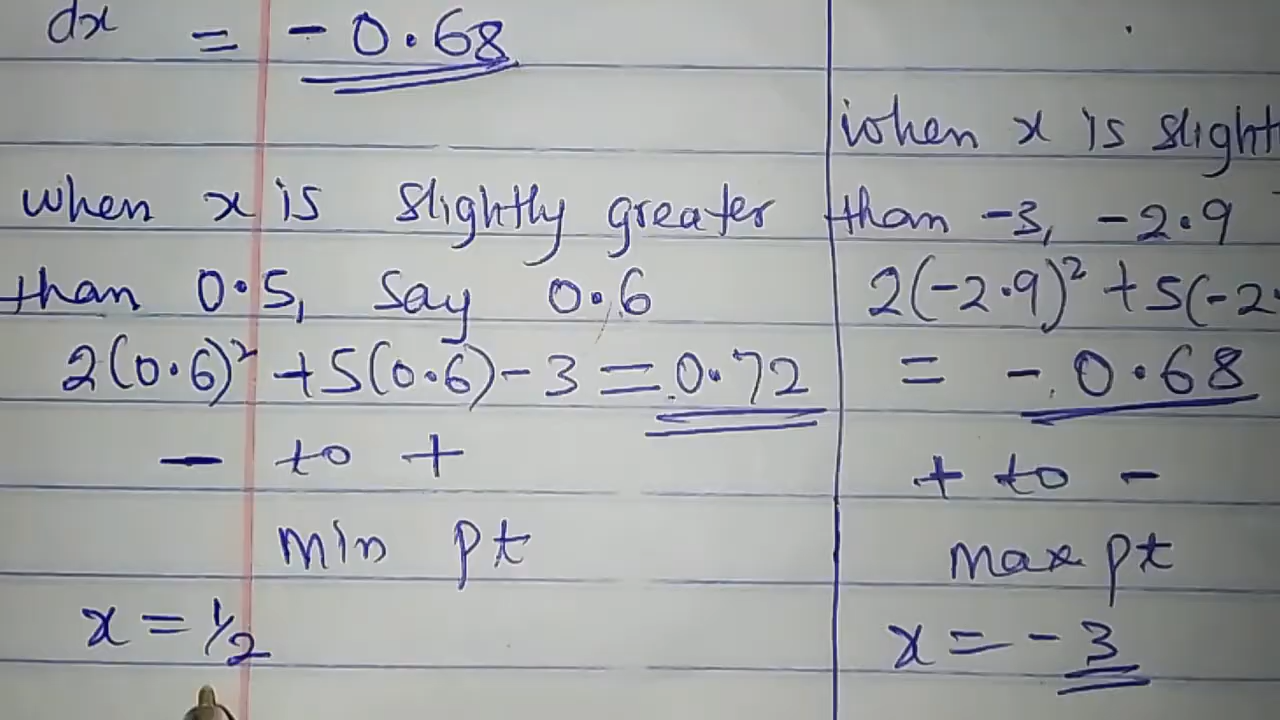 dx = -0.68
when x is slightly greater
than 0.5, say 0.6
2(0.6)² + 5(0.6) - 3 = 0.72
- to +
min pt
x = 1/2
when x is slight
than -3, -2.9
2(-2.9)² + 5(-2.
= -0.68
+ to -
max pt
x = -3